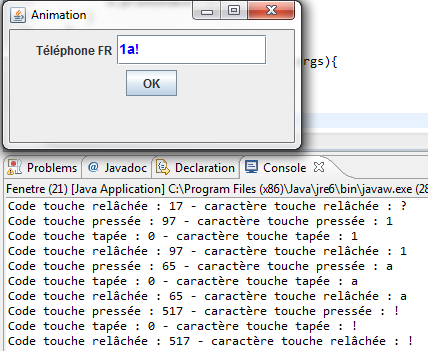 Animation
Téléphone FR 1a!
rgs){
OK
Problems @ Javadoc Declaration Console
Fenetre (21) [Java Application] C:\Program Files (x86)\Java\jre6\bin\javaw.exe (28
Code touche relâchée : 17 - caractère touche relâchée : ?
Code touche pressée : 97 - caractère touche pressée : 1
Code touche tapée : 0 - caractère touche tapée : 1
Code touche relâchée : 97 - caractère touche relâchée : 1
Code touche pressée : 65 - caractère touche pressée : a
Code touche tapée : 0 - caractère touche tapée : a
Code touche relâchée : 65 - caractère touche relâchée : a
Code touche pressée : 517 - caractère touche pressée : !
Code touche tapée : 0 - caractère touche tapée : !
Code touche relâchée : 517 - caractère touche relâchée : !